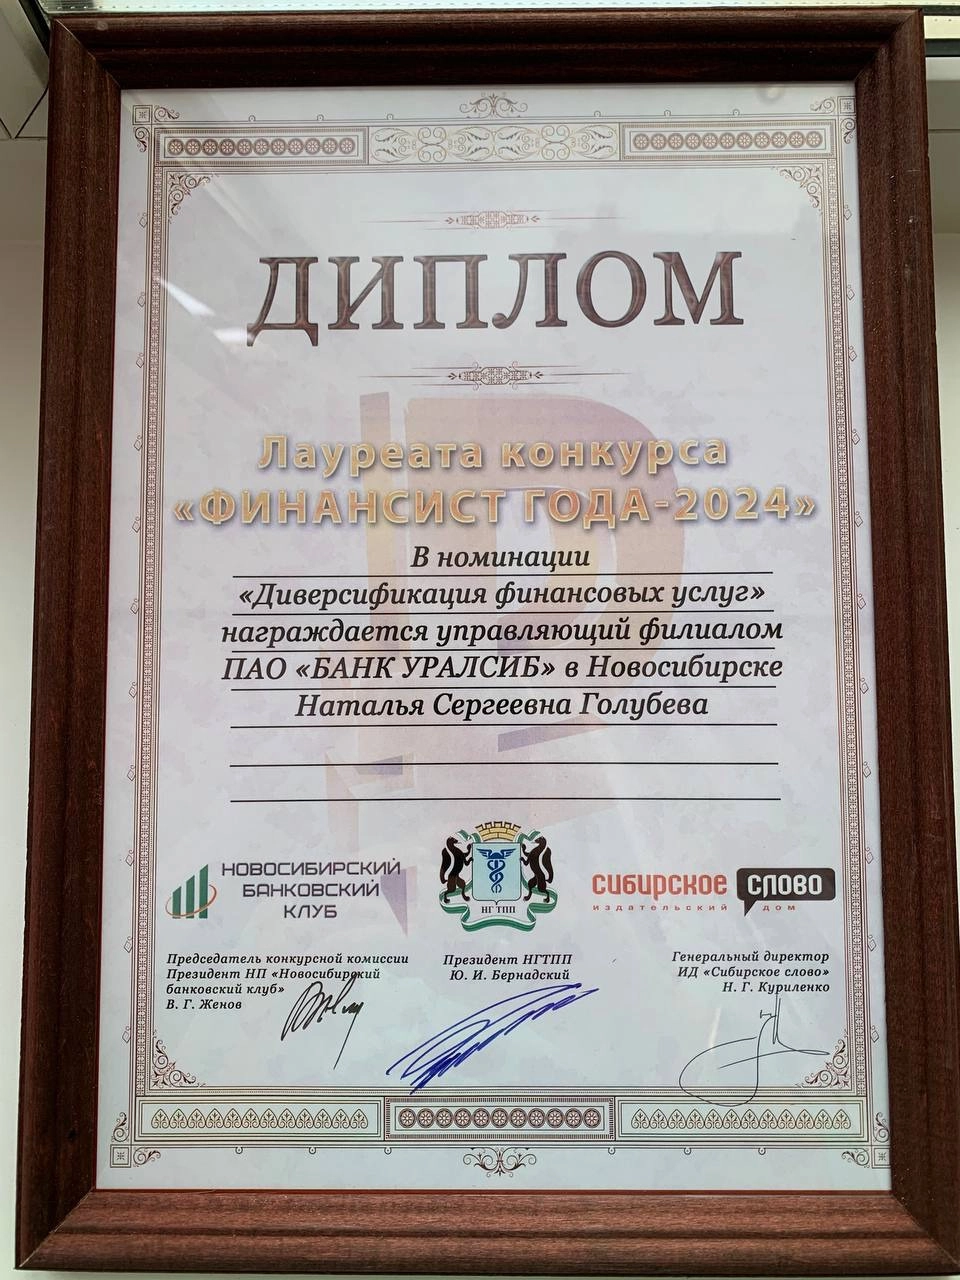 ДИПЛОМ
Лауреата конкурса
«ФИНАНСИСТ ГОДА-2024»
В номинации
«Диверсификация финансовых услуг»
награждается управляющий филиалом
ПАО «БАНК УРАЛСИБ» в Новосибирске
Наталья Сергеевна Голубева
НОВОСИБИРСКИЙ
БАНКОВСКИЙ
КЛУБ
НГ ТПП
СИБИРСКОЕ СЛОВО
ИЗДАТЕЛЬСКИЙ ДОМ
Председатель конкурсной комиссии
Президент НП «Новосибирский
банковский клуб»
В. Г. Женов
Президент НГТПП
Ю. И. Бернадский
Генеральный директор
ИД «Сибирское слово»
Н. Г. Куриленко